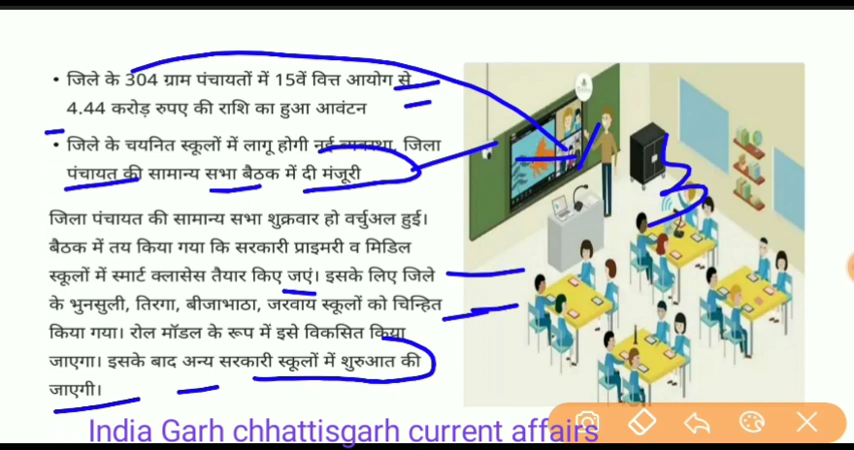 • जिले के 304 ग्राम पंचायतों में 15वें वित्त आयोग से
4.44 करोड़ रुपए की राशि का हुआ आवंटन
• जिले के चयनित स्कूलों में लागू होगी नई व्यवस्था, जिला
पंचायत की सामान्य सभा बैठक में दी मंजूरी
जिला पंचायत की सामान्य सभा शुक्रवार हो वर्चुअल हुई।
बैठक में तय किया गया कि सरकारी प्राइमरी व मिडिल
स्कूलों में स्मार्ट क्लासेस तैयार किए जाएं। इसके लिए जिले
के भुनसुली, तिरगा, बीजाभाठा, जरवाय स्कूलों को चिन्हित
किया गया। रोल मॉडल के रूप में इसे विकसित किया
जाएगा। इसके बाद अन्य सरकारी स्कूलों में शुरुआत की
जाएगी।
India Garh chhattisgarh current affairs